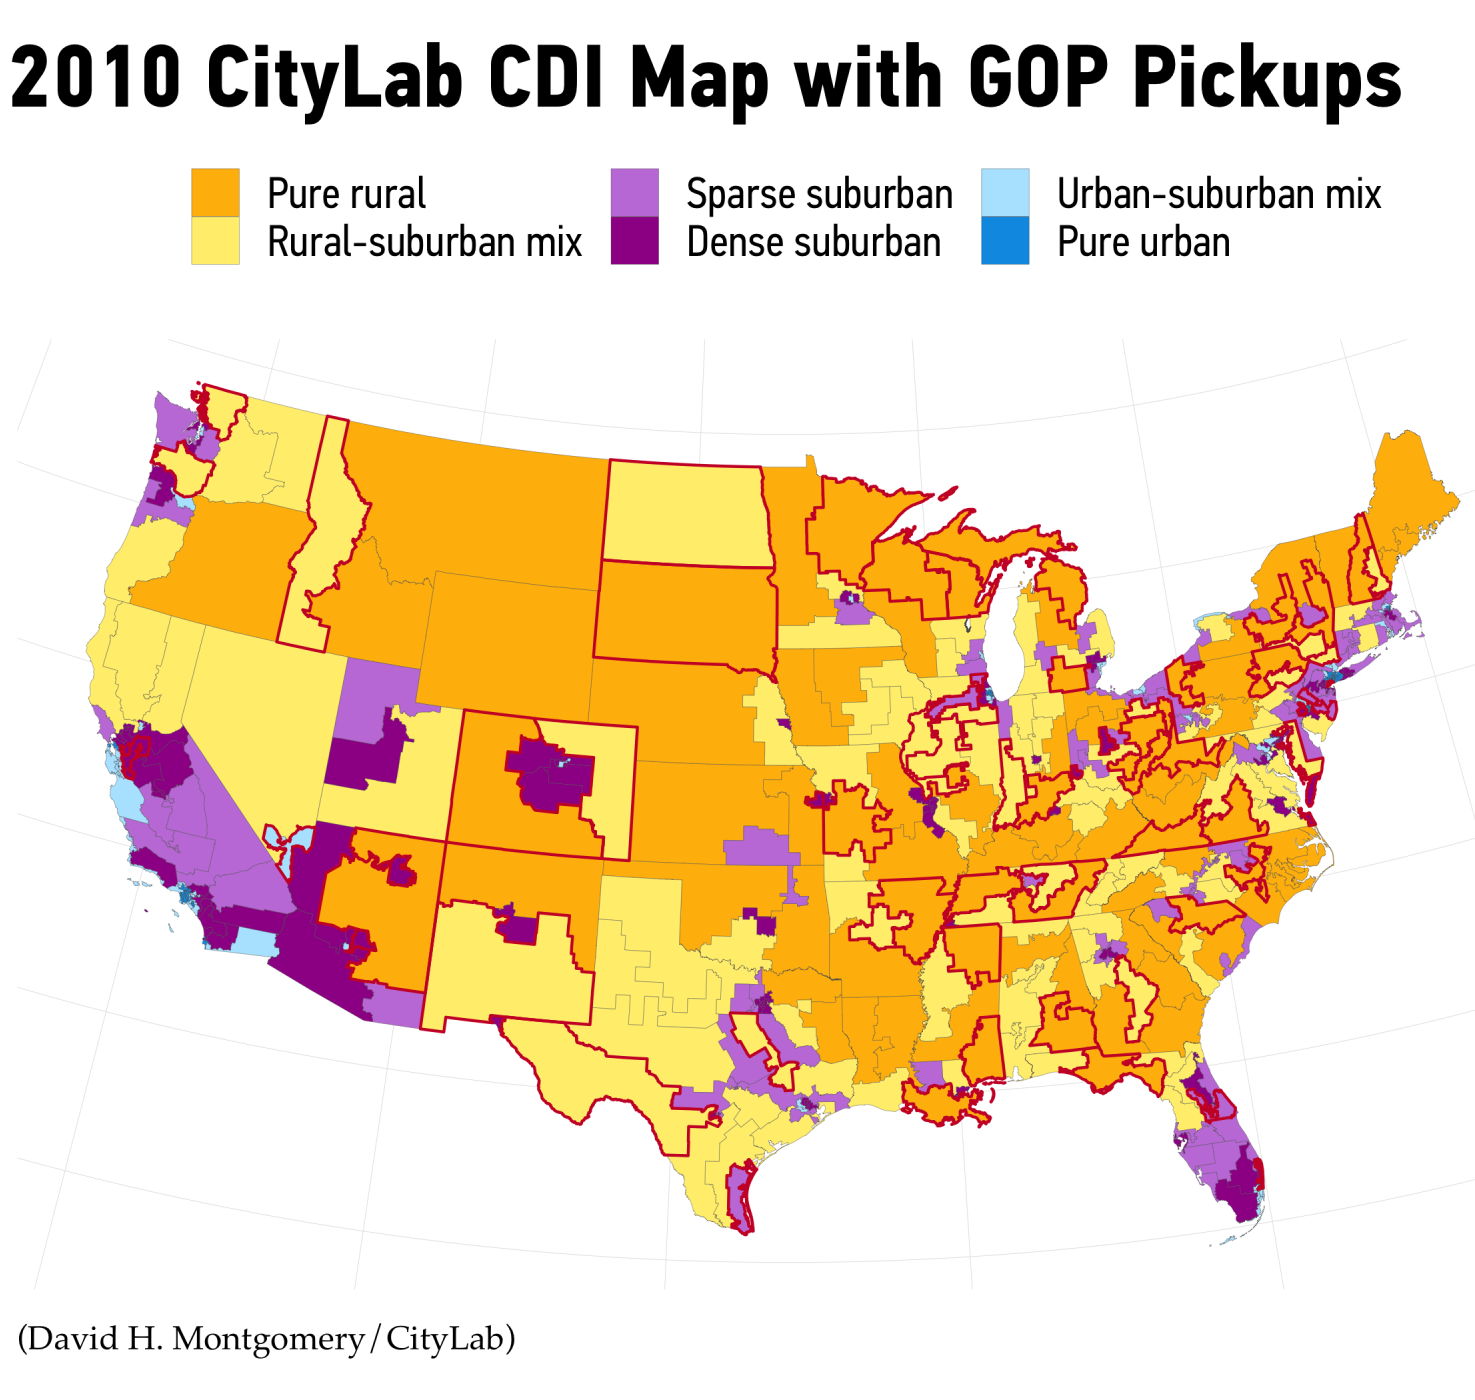 2010 CityLab CDI Map with GOP Pickups
Pure rural
Sparse suburban
Urban-suburban mix
Rural-suburban mix
Dense suburban
Pure urban
(David H. Montgomery/CityLab)